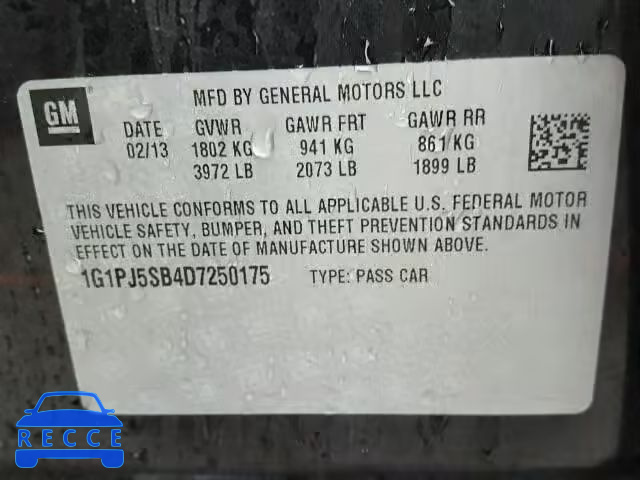 GM
MFD BY GENERAL MOTORS LLC
DATE GVWR GAWR FRT GAWR RR
02/13 1802 KG 941 KG 861 KG
3972 LB 2073 LB 1899 LB
THIS VEHICLE CONFORMS TO ALL APPLICABLE U.S. FEDERAL MOTOR
VEHICLE SAFETY, BUMPER, AND THEFT PREVENTION STANDARDS IN
EFFECT ON THE DATE OF MANUFACTURE SHOWN ABOVE.
1G1PJ5SB4D7250175 TYPE: PASS CAR
RECCE